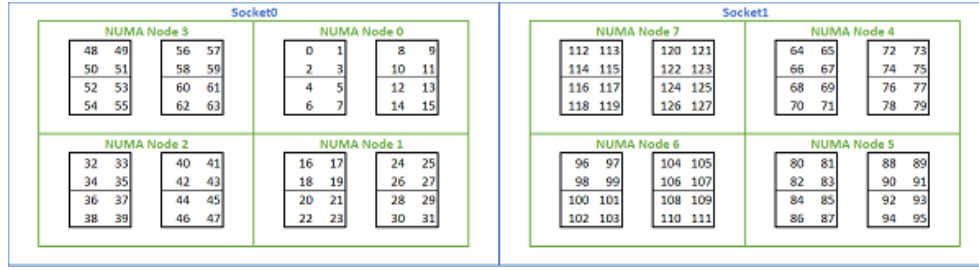 Socket0 Socket1
NUMA Node 3 NUMA Node 0 NUMA Node 7 NUMA Node 4
48 49 56 57 0 1 8 9 112 113 120 121 64 65 72 73
50 51 58 59 2 3 10 11 114 115 122 123 66 67 74 75
52 53 60 61 4 5 12 13 116 117 124 125 68 69 76 77
54 55 62 63 6 7 14 15 118 119 126 127 70 71 78 79
NUMA Node 2 NUMA Node 1 NUMA Node 6 NUMA Node 5
32 33 40 41 16 17 24 25 96 97 104 105 80 81 88 89
34 35 42 43 18 19 26 27 98 99 106 107 82 83 90 91
36 37 44 45 20 21 28 29 100 101 108 109 84 85 92 93
38 39 46 47 22 23 30 31 102 103 110 111 86 87 94 95